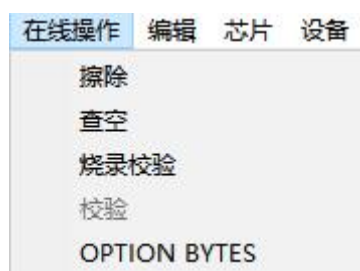 在线操作 编辑 芯片 设备
擦除
查空
烧录校验
校验
OPTION BYTES